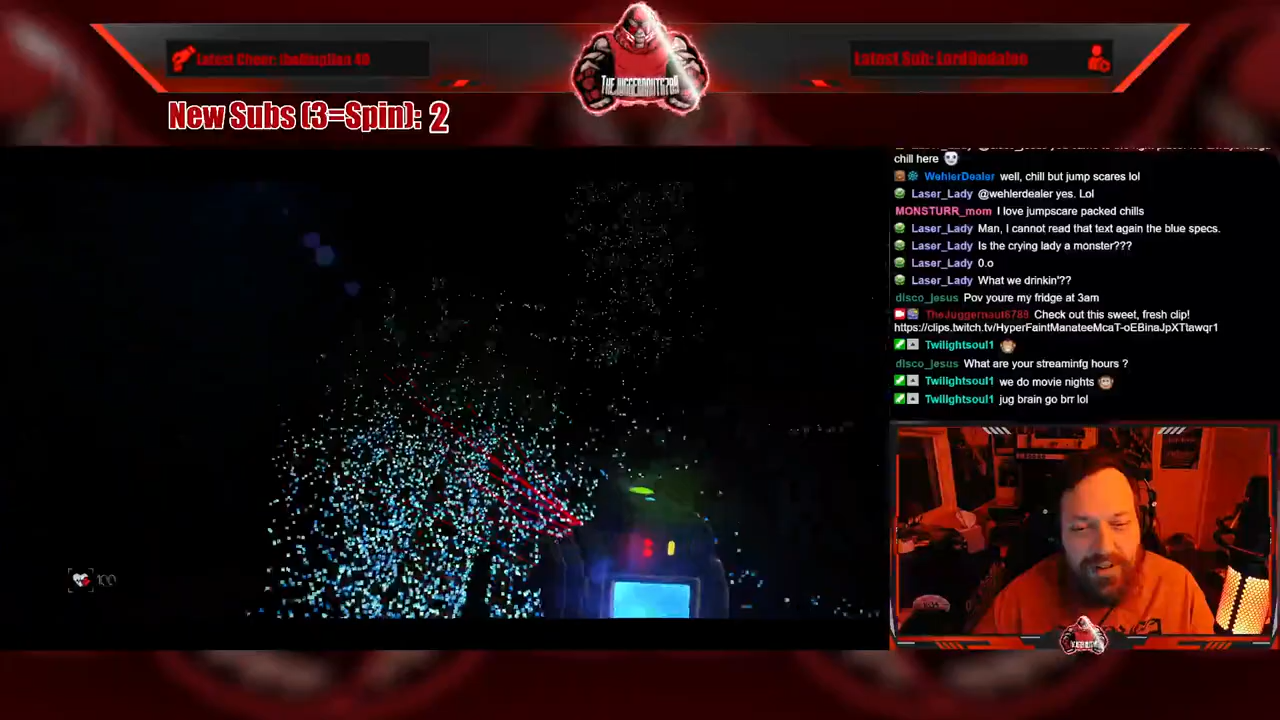 Latest Sub: LordDodaloo
THEJUGGERNAUT6789
New Subs (3=Spin): 2
chill here
WehlerDealer well, chill but jump scares lol
Laser_Lady @wehlerdealer yes. Lol
MONSTURR_mom I love jumpscare packed chills
Laser_Lady Man, I cannot read that text again the blue specs.
Laser_Lady Is the crying lady a monster???
Laser_Lady 0.o
Laser_Lady What we drinkin'??
disco_jesus Pov youre my fridge at 3am
TheJuggernaut6789 Check out this sweet, fresh clip!
https://clips.twitch.tv/HyperFaintManateeMcaT-oEBinaJpXTtawqr1
Twilightsoul1
disco_jesus What are your streaminfg hours ?
Twilightsoul1 we do movie nights
Twilightsoul1 jug brain go brr lol
100